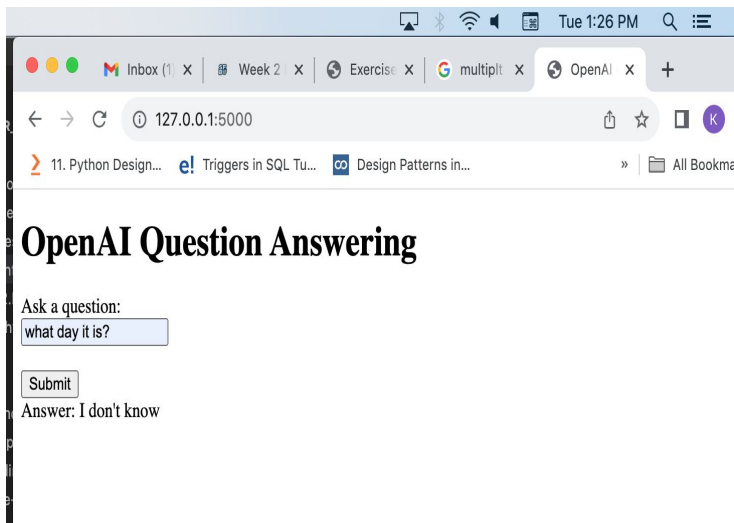 Tue 1:26 PM
Inbox (1) Week 2 Exercise multiplt OpenAI
127.0.0.1:5000 K
11. Python Design... e! Triggers in SQL Tu... Design Patterns in... » All Bookma
OpenAI Question Answering
Ask a question:
what day it is?
Submit
Answer: I don't know